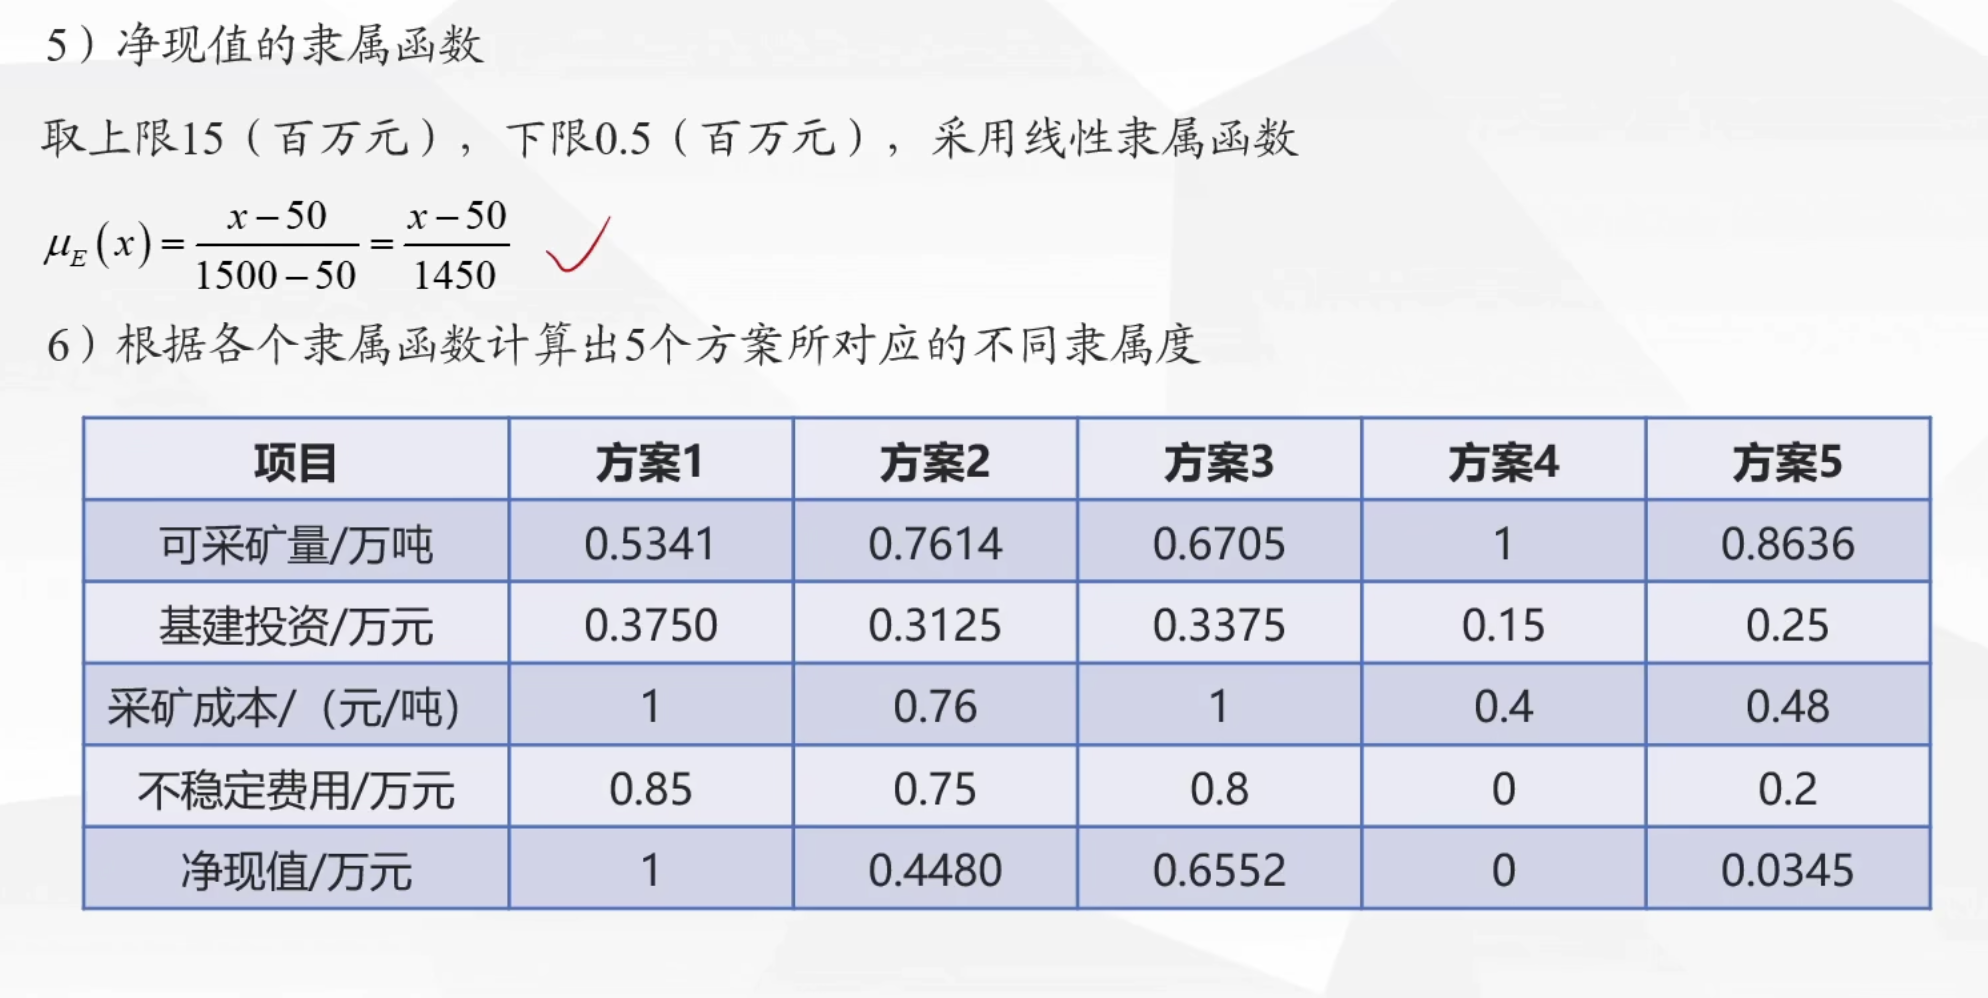 5）净现值的隶属函数
取上限15（百万元），下限0.5（百万元），采用线性隶属函数
μ_E(x) = (x−50)/(1500−50) = (x−50)/1450
6）根据各个隶属函数计算出5个方案所对应的不同隶属度
项目 方案1 方案2 方案3 方案4 方案5
可采矿量/万吨 0.5341 0.7614 0.6705 1 0.8636
基建投资/万元 0.3750 0.3125 0.3375 0.15 0.25
采矿成本/（元/吨） 1 0.76 1 0.4 0.48
不稳定费用/万元 0.85 0.75 0.8 0 0.2
净现值/万元 1 0.4480 0.6552 0 0.0345